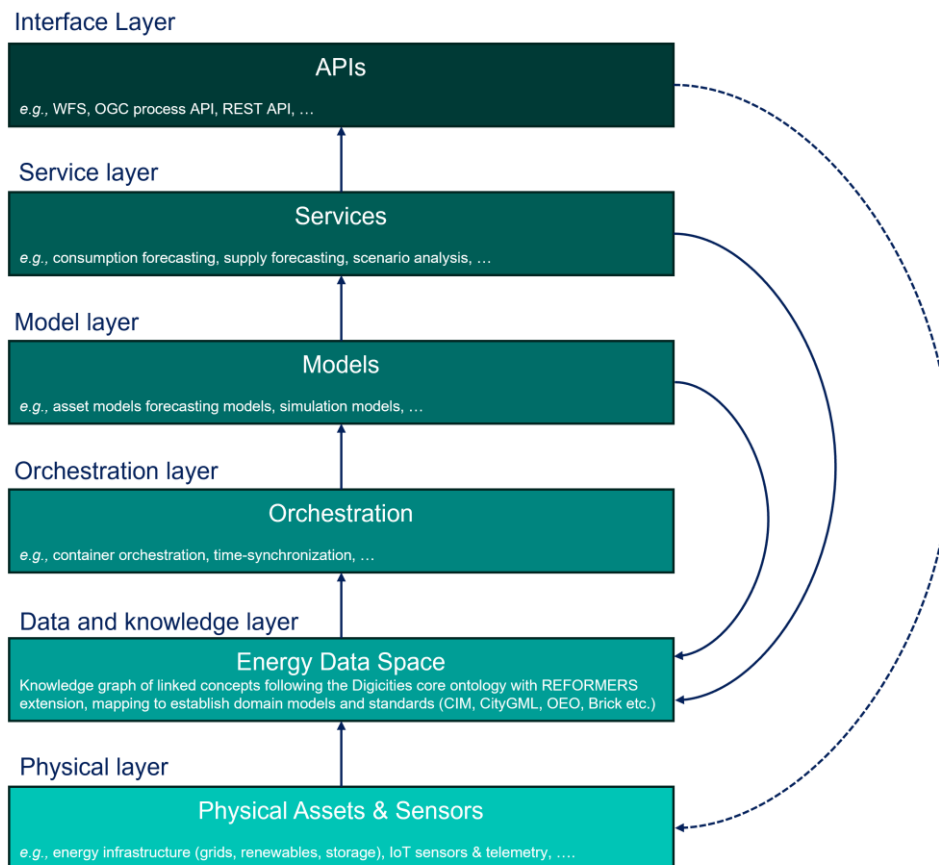 Interface Layer
APIs
e.g., WFS, OGC process API, REST API, …
Service layer
Services
e.g., consumption forecasting, supply forecasting, scenario analysis, …
Model layer
Models
e.g., asset models forecasting models, simulation models, …
Orchestration layer
Orchestration
e.g., container orchestration, time-synchronization, …
Data and knowledge layer
Energy Data Space
Knowledge graph of linked concepts following the Digicities core ontology with REFORMERS
extension, mapping to establish domain models and standards (CIM, CityGML, OEO, Brick etc.)
Physical layer
Physical Assets & Sensors
e.g., energy infrastructure (grids, renewables, storage), IoT sensors & telemetry, ….